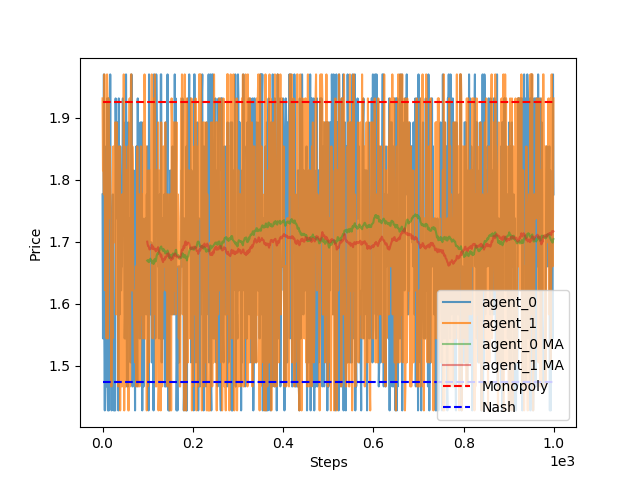 1.9
1.8
1.7
1.6
1.5
Price
agent_0
agent_1
agent_0 MA
agent_1 MA
Monopoly
Nash
0.0 0.2 0.4 0.6 0.8 1.0
Steps
1e3